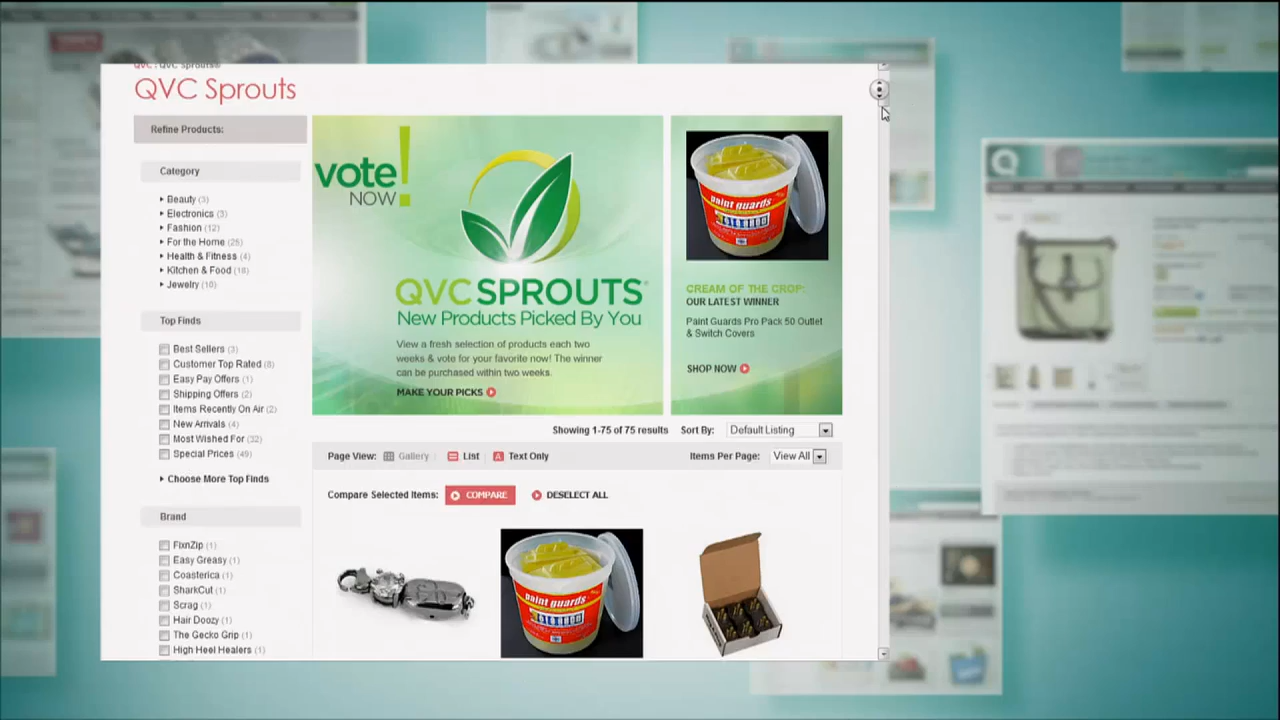 QVC : QVC Sprouts®
QVC Sprouts
Refine Products:
Category
Beauty (3)
Electronics (3)
Fashion (12)
For the Home (25)
Health & Fitness (4)
Kitchen & Food (18)
Jewelry (10)
Top Finds
Best Sellers (3)
Customer Top Rated (8)
Easy Pay Offers (1)
Shipping Offers (2)
Items Recently On Air (2)
New Arrivals (4)
Most Wished For (32)
Special Prices (49)
Choose More Top Finds
Brand
FixnZip (1)
Easy Greasy (1)
Coasterica (1)
SharkCut (1)
Scrag (1)
Hair Doozy (1)
The Gecko Grip (1)
High Heel Healers (1)
vote!
NOW
QVC SPROUTS®
New Products Picked By You
View a fresh selection of products each two
weeks & vote for your favorite now! The winner
can be purchased within two weeks.
MAKE YOUR PICKS
paint guards
CREAM OF THE CROP:
OUR LATEST WINNER
Paint Guards Pro Pack 50 Outlet
& Switch Covers
SHOP NOW
Showing 1-75 of 75 results
Sort By:
Default Listing
Page View:
Gallery
List
Text Only
Items Per Page:
View All
Compare Selected Items:
COMPARE
DESELECT ALL
paint guards